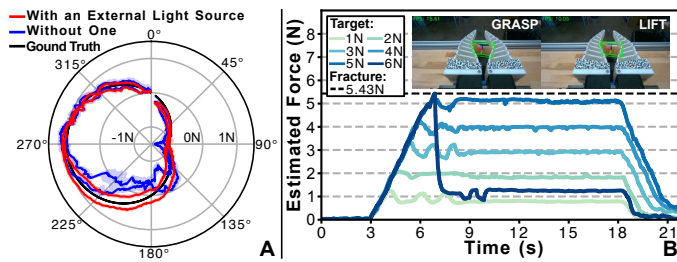 With an External Light Source
Without One
Gound Truth
0°
45°
90°
135°
180°
225°
270°
315°
-1N
0N
1N
A
Estimated Force (N)
8
7
6
5
4
3
2
1
0
Target:
1N 2N
3N 4N
5N 6N
Fracture:
5.43N
GRASP
LIFT
0 3 6 9 12 15 18 21
Time (s)
B